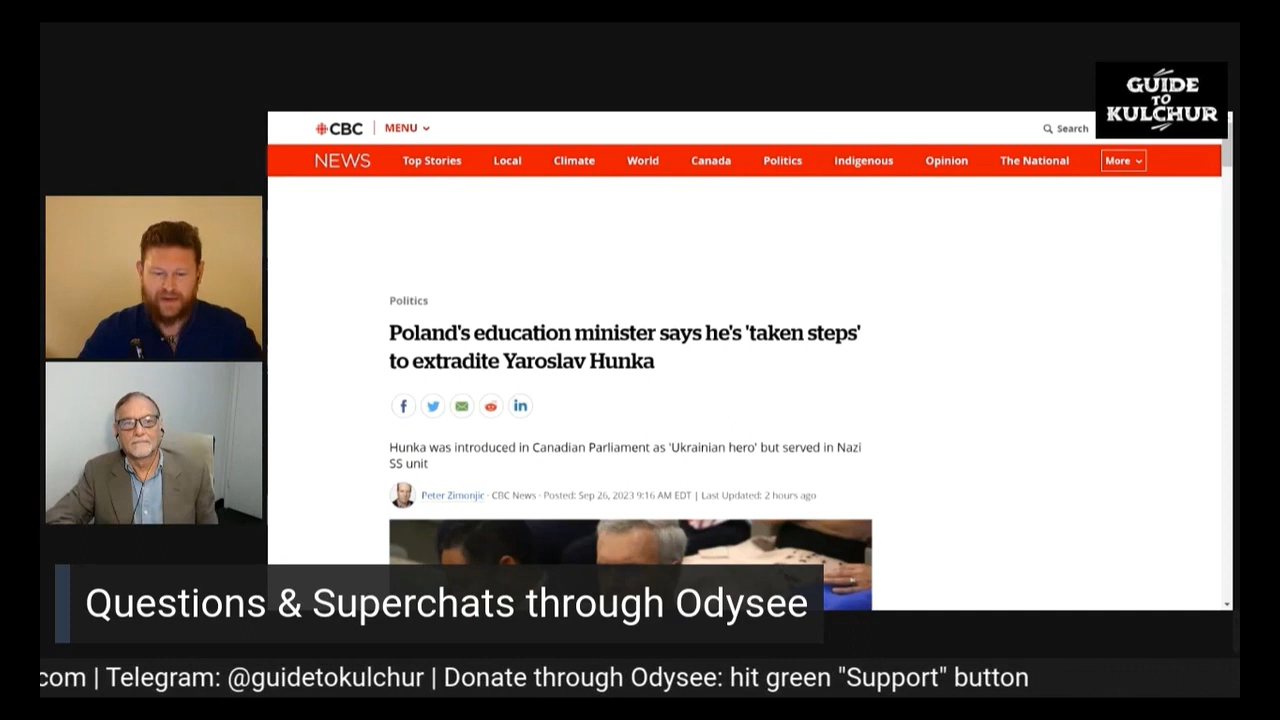 GUIDE
TO
KULCHUR
CBC MENU
Search
NEWS Top Stories Local Climate World Canada Politics Indigenous Opinion The National More
Politics
Poland's education minister says he's 'taken steps'
to extradite Yaroslav Hunka
f in
Hunka was introduced in Canadian Parliament as 'Ukrainian hero' but served in Nazi
SS unit
Peter Zimonjic · CBC News · Posted: Sep 26, 2023 9:16 AM EDT | Last Updated: 2 hours ago
Questions & Superchats through Odysee
com | Telegram: @guidetokulchur | Donate through Odysee: hit green "Support" button